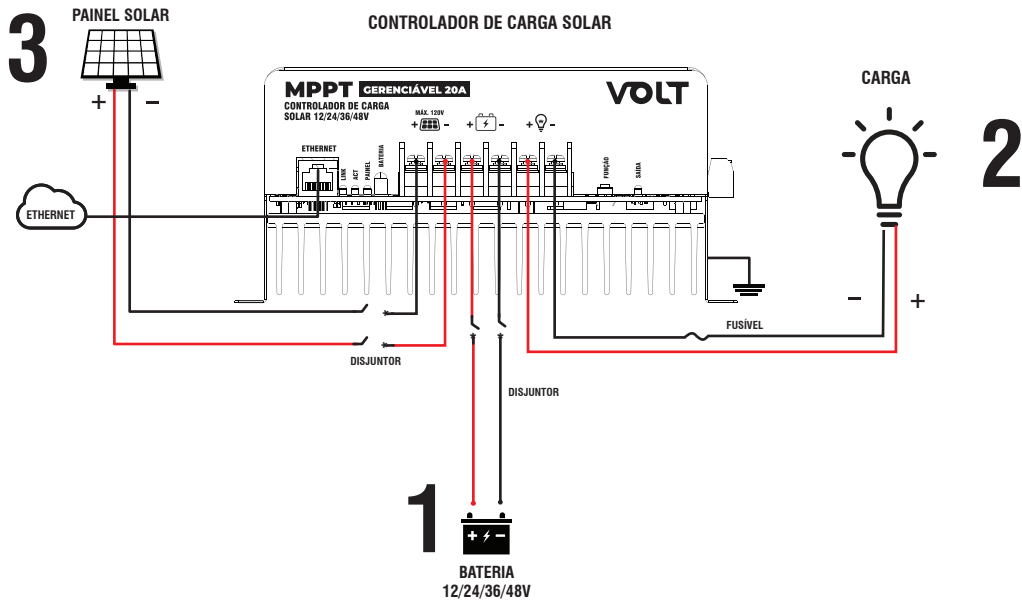 3
PAINEL SOLAR
+ −
CONTROLADOR DE CARGA SOLAR
MPPT GERENCIÁVEL 20A
CONTROLADOR DE CARGA
SOLAR 12/24/36/48V
VOLT
MÁX. 120V
+ - + - + -
ETHERNET
LINK
ACT
PAINEL
BATERIA
FUNÇÃO
SAÍDA
CARGA
2
ETHERNET
− +
FUSÍVEL
DISJUNTOR
DISJUNTOR
1
+ −
BATERIA
12/24/36/48V